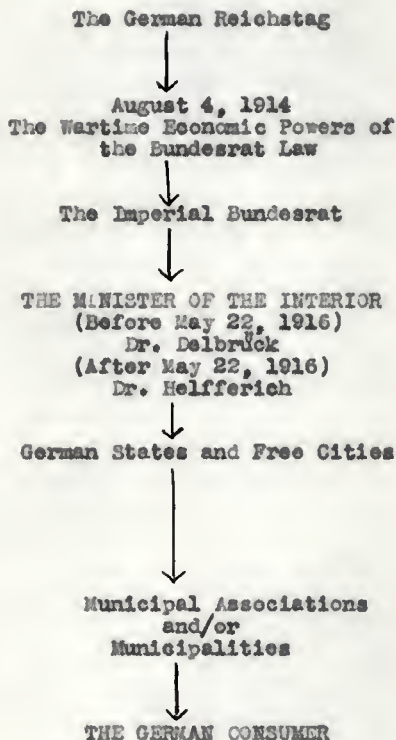 The German Reichstag
August 4, 1914
The Wartime Economic Powers of
the Bundesrat Law
The Imperial Bundesrat
THE MINISTER OF THE INTERIOR
(Before May 22, 1916)
Dr. Delbrück
(After May 22, 1916)
Dr. Helfferich
German States and Free Cities
Municipal Associations
and/or
Municipalities
THE GERMAN CONSUMER